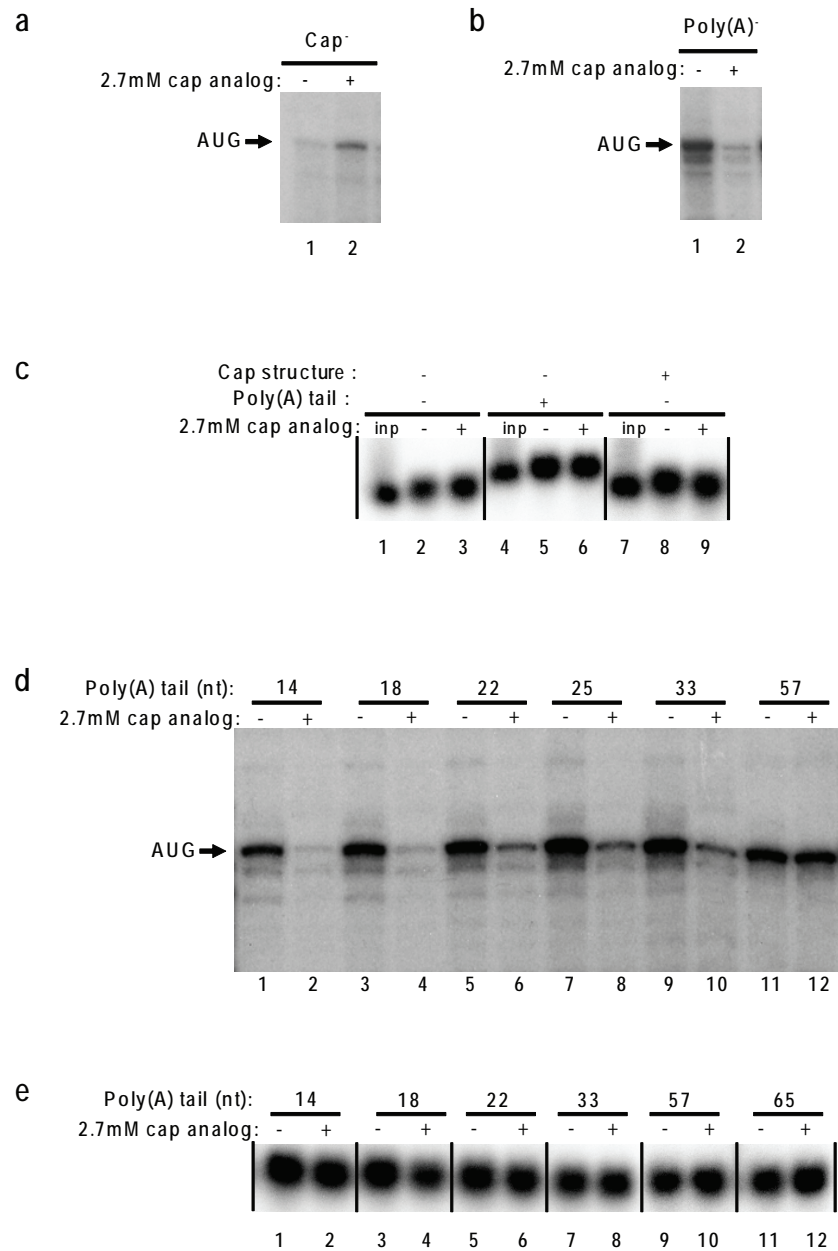 a
Cap-
2.7mM cap analog: - +
AUG
1 2
b
Poly(A)-
2.7mM cap analog: - +
AUG
1 2
c
Cap structure : - - +
Poly(A) tail : - + -
2.7mM cap analog: inp - + inp - + inp - +
1 2 3 4 5 6 7 8 9
d
Poly(A) tail (nt): 14 18 22 25 33 57
2.7mM cap analog: - + - + - + - + - + - +
AUG
1 2 3 4 5 6 7 8 9 10 11 12
e
Poly(A) tail (nt): 14 18 22 33 57 65
2.7mM cap analog: - + - + - + - + - + - +
1 2 3 4 5 6 7 8 9 10 11 12